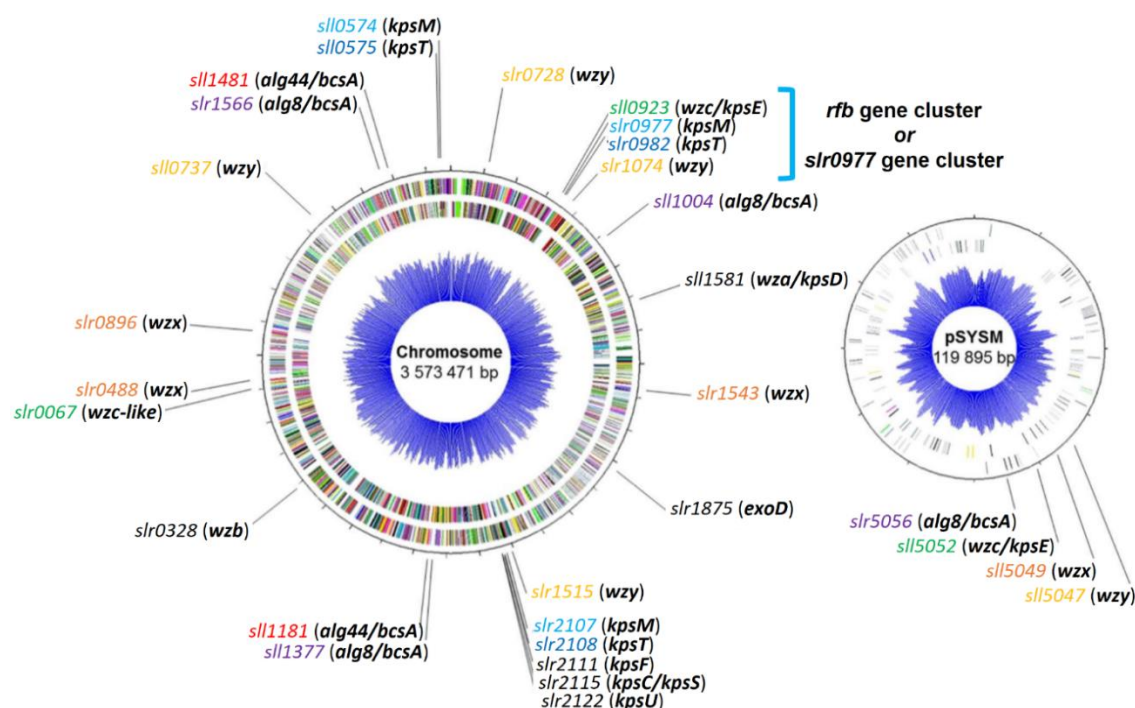 sll0574 (kpsM)
sll0575 (kpsT)
sll1481 (alg44/bcsA)
slr1566 (alg8/bcsA)
sll0737 (wzy)
slr0728 (wzy)
sll0923 (wzc/kpsE)
slr0977 (kpsM)
slr0982 (kpsT)
slr1074 (wzy)
rfb gene cluster
or
slr0977 gene cluster
sll1004 (alg8/bcsA)
sll1581 (wza/kpsD)
slr0896 (wzx)
slr0488 (wzx)
slr0067 (wzc-like)
Chromosome
3 573 471 bp
slr1543 (wzx)
pSYSM
119 895 bp
slr0328 (wzb)
slr1875 (exoD)
sll1181 (alg44/bcsA)
sll1377 (alg8/bcsA)
slr1515 (wzy)
slr2107 (kpsM)
slr2108 (kpsT)
slr2111 (kpsF)
slr2115 (kpsC/kpsS)
slr2122 (kpsU)
slr5056 (alg8/bcsA)
sll5052 (wzc/kpsE)
sll5049 (wzx)
sll5047 (wzy)